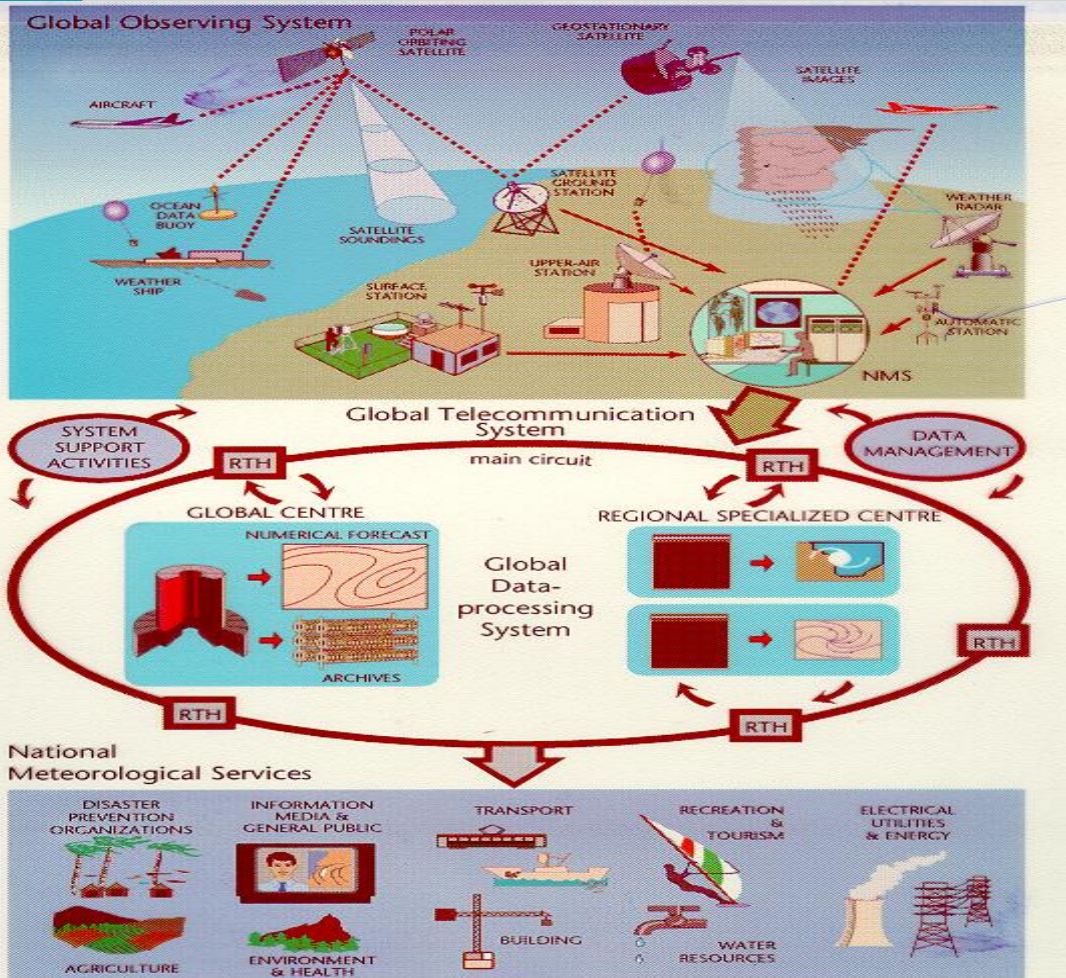 Global Observing System
POLAR
ORBITING
SATELLITE
GEOSTATIONARY
SATELLITE
SATELLITE
IMAGES
AIRCRAFT
OCEAN
DATA
BUOY
SATELLITE
SOUNDINGS
SATELLITE
GROUND
STATION
WEATHER
RADAR
WEATHER
SHIP
SURFACE
STATION
UPPER-AIR
STATION
AUTOMATIC
STATION
NMS
Global Telecommunication
System
main circuit
SYSTEM
SUPPORT
ACTIVITIES
DATA
MANAGEMENT
RTH
RTH
GLOBAL CENTRE
NUMERICAL FORECAST
ARCHIVES
Global
Data-
processing
System
REGIONAL SPECIALIZED CENTRE
RTH
RTH
RTH
National
Meteorological Services
DISASTER
PREVENTION
ORGANIZATIONS
INFORMATION
MEDIA &
GENERAL PUBLIC
TRANSPORT
RECREATION
&
TOURISM
ELECTRICAL
UTILITIES
& ENERGY
AGRICULTURE
ENVIRONMENT
& HEALTH
BUILDING
WATER
RESOURCES